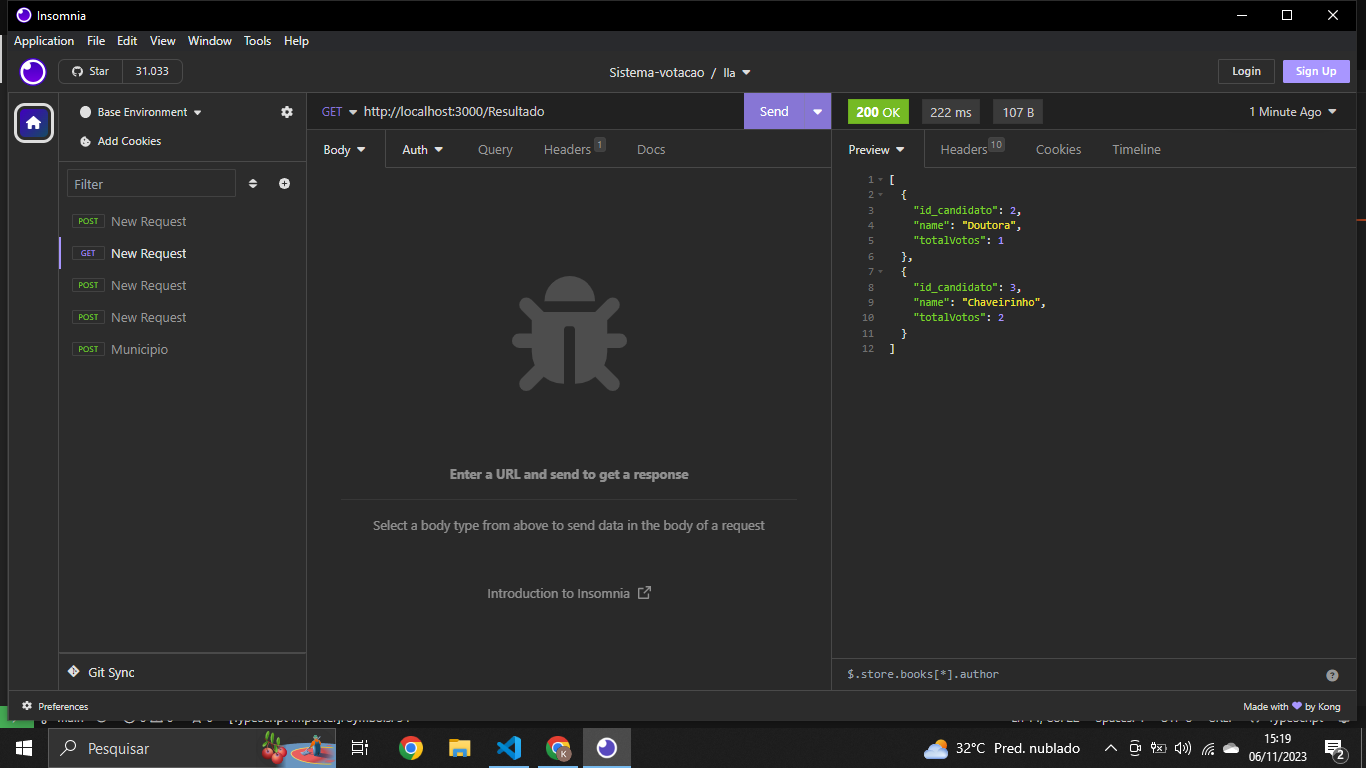 Insomnia
Application File Edit View Window Tools Help
Star 31.033
Sistema-votacao / lla
Login Sign Up
Base Environment
Add Cookies
Filter
POST New Request
GET New Request
POST New Request
POST New Request
POST Municipio
Git Sync
GET http://localhost:3000/Resultado Send
Body Auth Query Headers 1 Docs
Enter a URL and send to get a response
Select a body type from above to send data in the body of a request
Introduction to Insomnia
200 OK 222 ms 107 B 1 Minute Ago
Preview Headers 10 Cookies Timeline
1 [
2 {
3 "id_candidato": 2,
4 "name": "Doutora",
5 "totalVotos": 1
6 },
7 {
8 "id_candidato": 3,
9 "name": "Chaveirinho",
10 "totalVotos": 2
11 }
12 ]
$.store.books[*].author
Preferences
Made with by Kong
Pesquisar
32°C Pred. nublado
15:19
06/11/2023
2